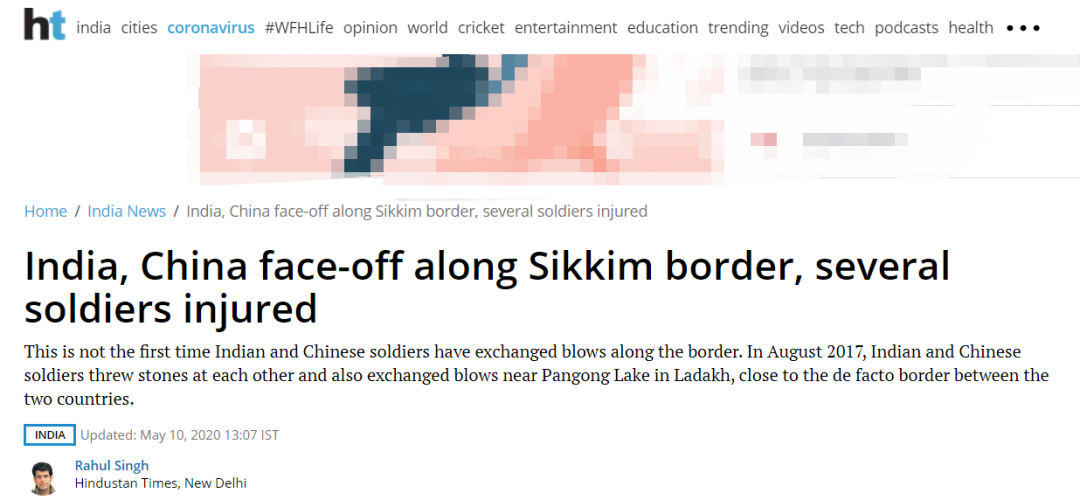 ht india cities coronavirus #WFHLife opinion world cricket entertainment education trending videos tech podcasts health
Home / India News / India, China face-off along Sikkim border, several soldiers injured
India, China face-off along Sikkim border, several
soldiers injured
This is not the first time Indian and Chinese soldiers have exchanged blows along the border. In August 2017, Indian and Chinese
soldiers threw stones at each other and also exchanged blows near Pangong Lake in Ladakh, close to the de facto border between the
two countries.
INDIA Updated: May 10, 2020 13:07 IST
Rahul Singh
Hindustan Times, New Delhi